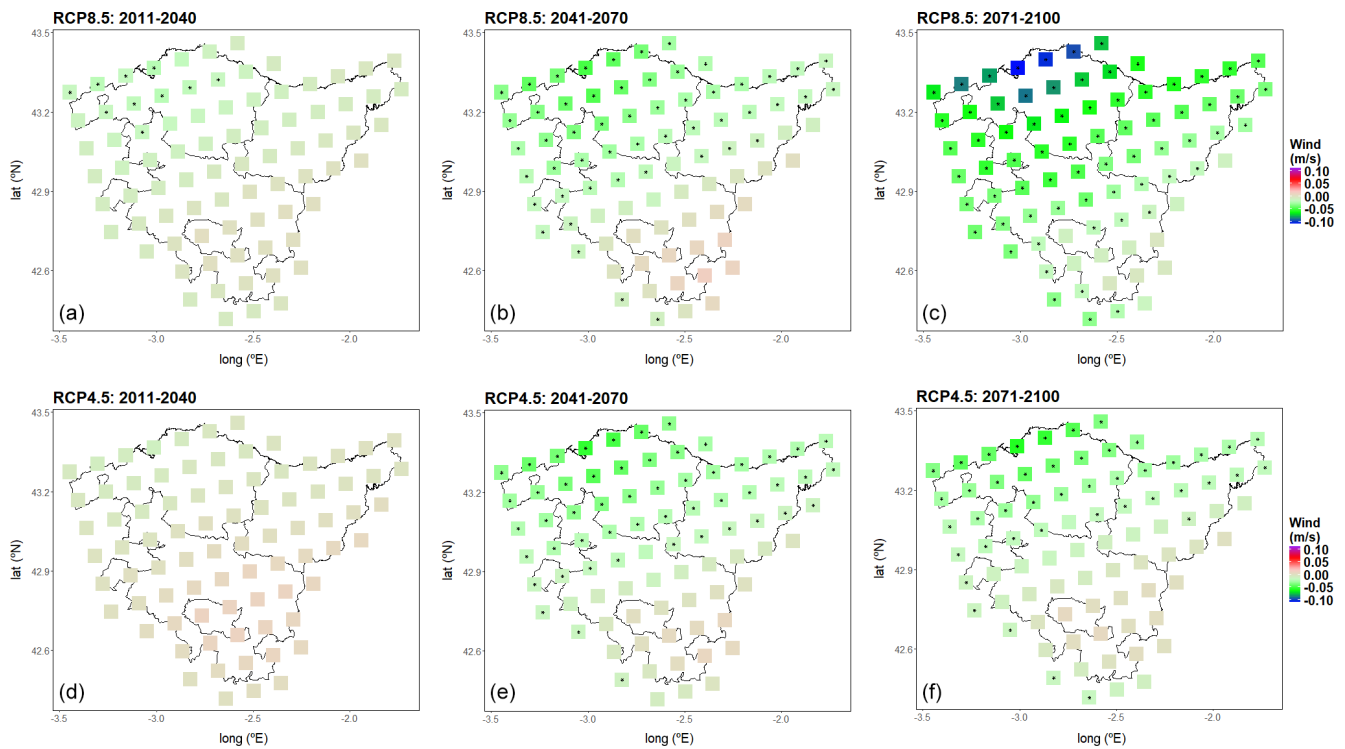 RCP8.5: 2011-2040
43.5
43.2
42.9
42.6
lat (ºN)
(a)
-3.5
-3.0
-2.5
-2.0
long (ºE)
RCP8.5: 2041-2070
43.5
43.2
42.9
42.6
lat (ºN)
(b)
-3.5
-3.0
-2.5
-2.0
long (ºE)
RCP8.5: 2071-2100
43.5
43.2
42.9
42.6
lat (ºN)
(c)
-3.5
-3.0
-2.5
-2.0
long (ºE)
Wind
(m/s)
0.10
0.05
0.00
-0.05
-0.10
RCP4.5: 2011-2040
43.5
43.2
42.9
42.6
lat (ºN)
(d)
-3.5
-3.0
-2.5
-2.0
long (ºE)
RCP4.5: 2041-2070
43.5
43.2
42.9
42.6
lat (ºN)
(e)
-3.5
-3.0
-2.5
-2.0
long (ºE)
RCP4.5: 2071-2100
43.5
43.2
42.9
42.6
lat (ºN)
(f)
-3.5
-3.0
-2.5
-2.0
long (ºE)
Wind
(m/s)
0.10
0.05
0.00
-0.05
-0.10